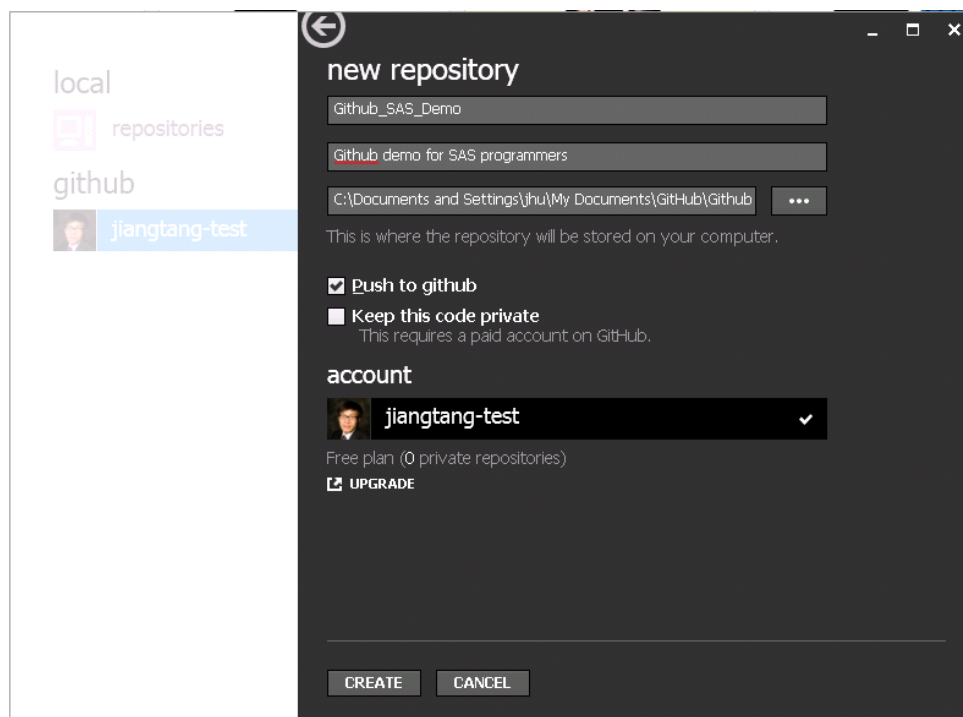 local
repositories
github
jiangtang-test
new repository
Github_SAS_Demo
Github demo for SAS programmers
C:\Documents and Settings\jhu\My Documents\GitHub\Github
This is where the repository will be stored on your computer.
Push to github
Keep this code private
This requires a paid account on GitHub.
account
jiangtang-test
Free plan (0 private repositories)
UPGRADE
CREATE CANCEL